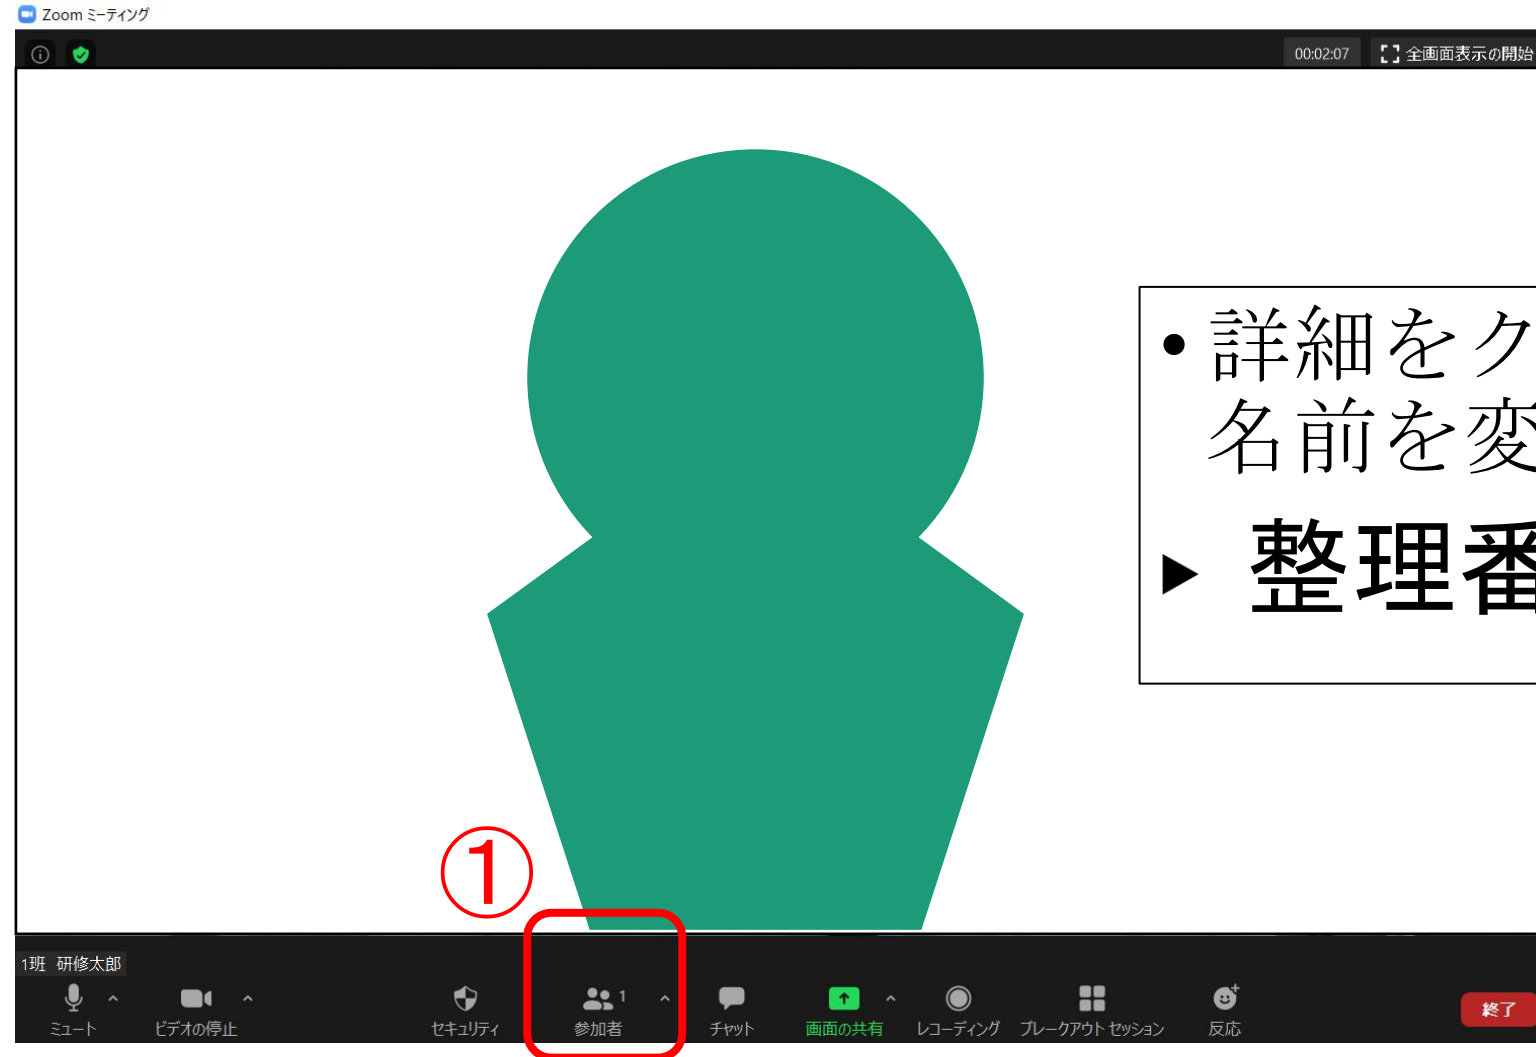 Zoom ミーティング
00:02:07 全画面表示の開始
• 詳細をク
名前を変
▶ 整理番
①
1班 研修太郎
ミュート ビデオの停止 セキュリティ 参加者 1 チャット 画面の共有 レコーディング ブレークアウト セッション 反応 終了